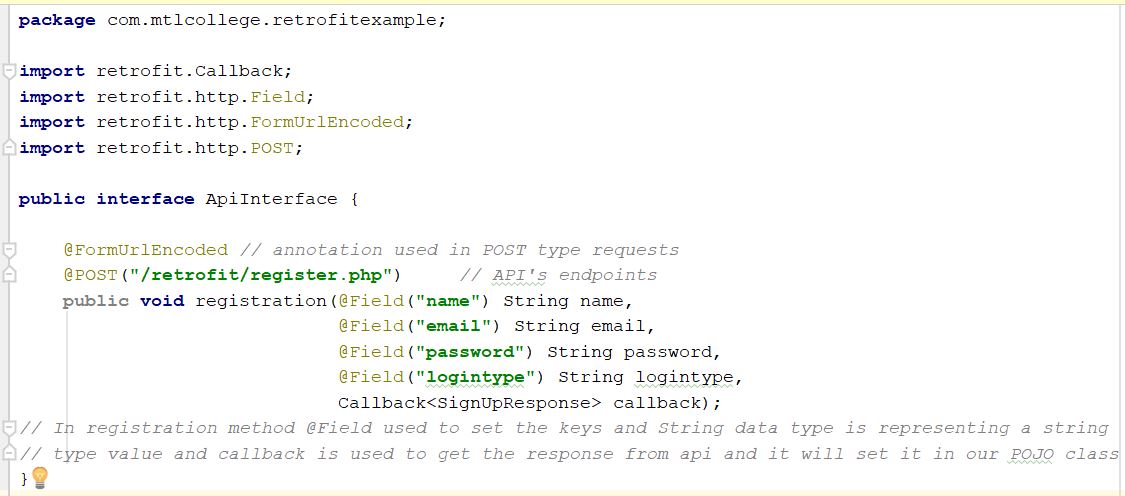 package com.mtlcollege.retrofitexample;
import retrofit.Callback;
import retrofit.http.Field;
import retrofit.http.FormUrlEncoded;
import retrofit.http.POST;
public interface ApiInterface {
@FormUrlEncoded // annotation used in POST type requests
@POST("/retrofit/register.php") // API's endpoints
public void registration(@Field("name") String name,
@Field("email") String email,
@Field("password") String password,
@Field("logintype") String logintype,
Callback<SignUpResponse> callback);
// In registration method @Field used to set the keys and String data type is representing a string
// type value and callback is used to get the response from api and it will set it in our POJO class
}